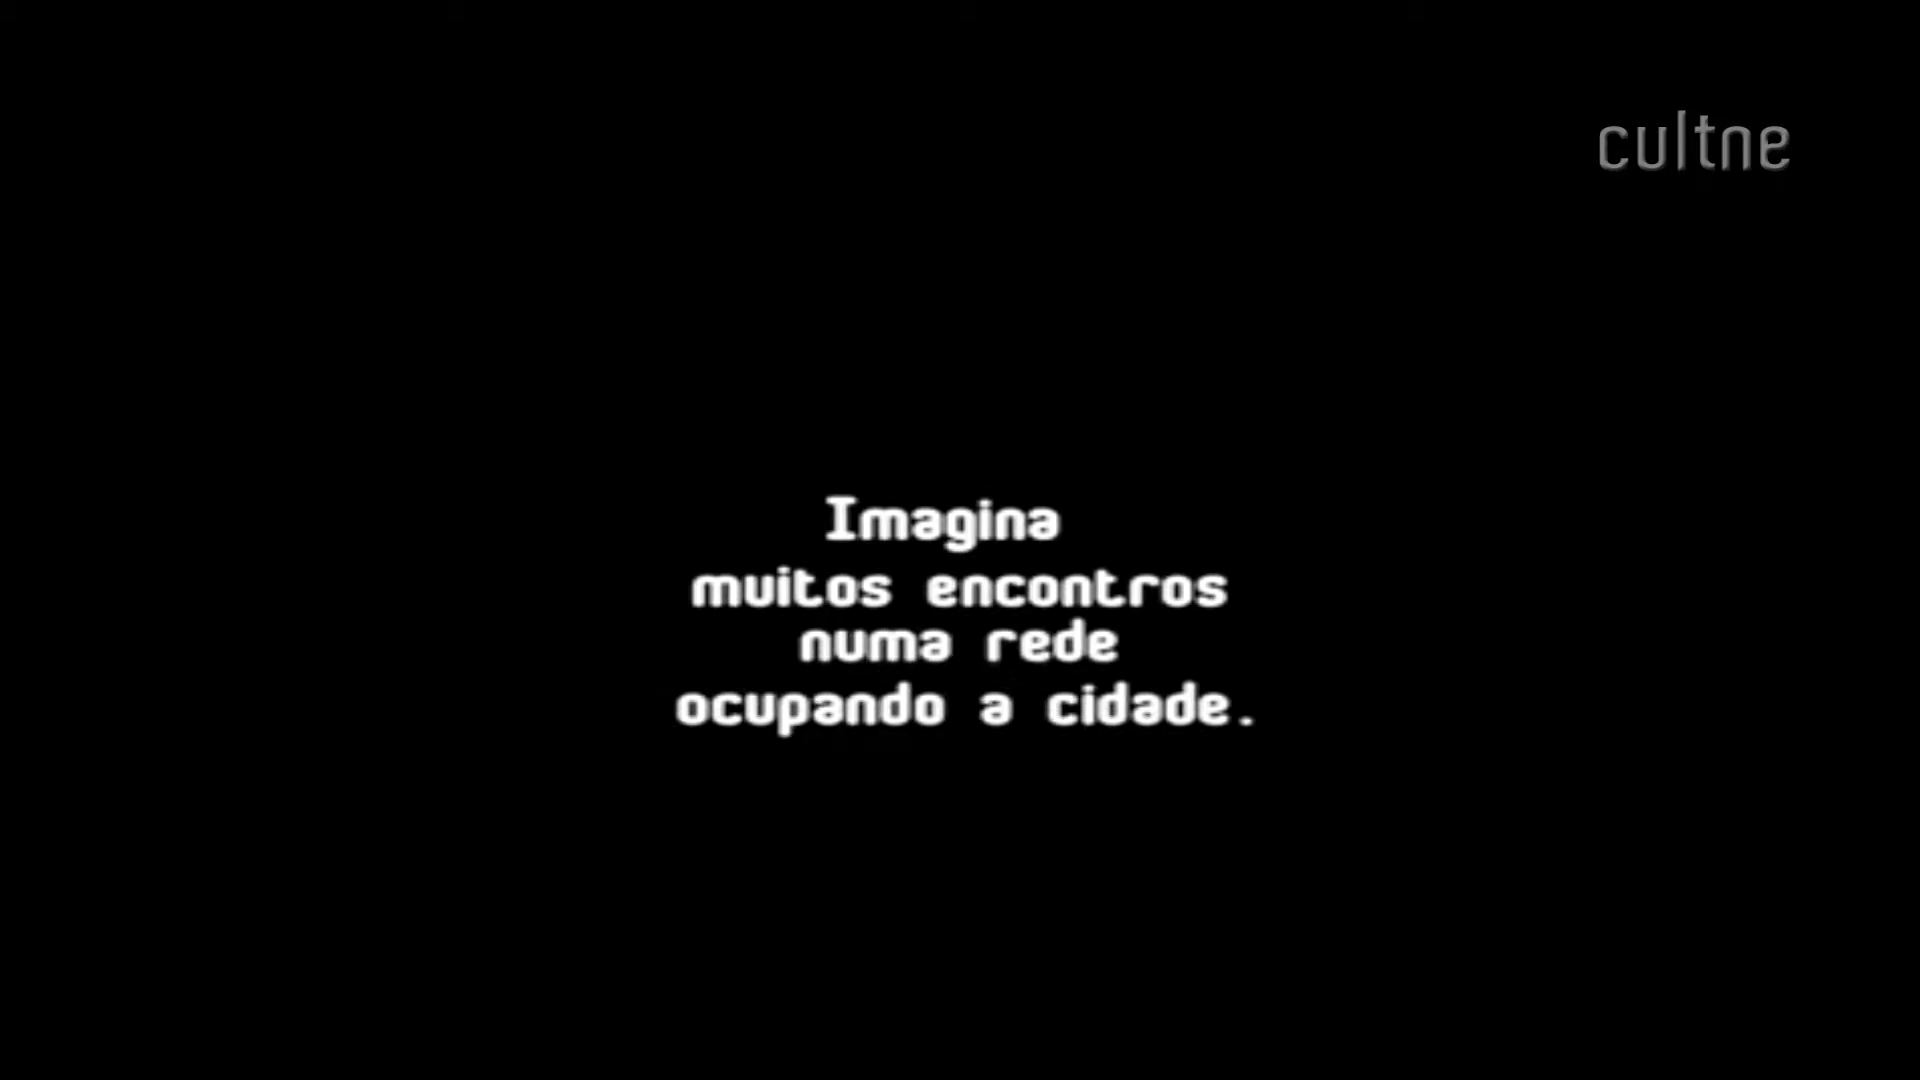 cultne
Imagina
muitos encontros
numa rede
ocupando a cidade.